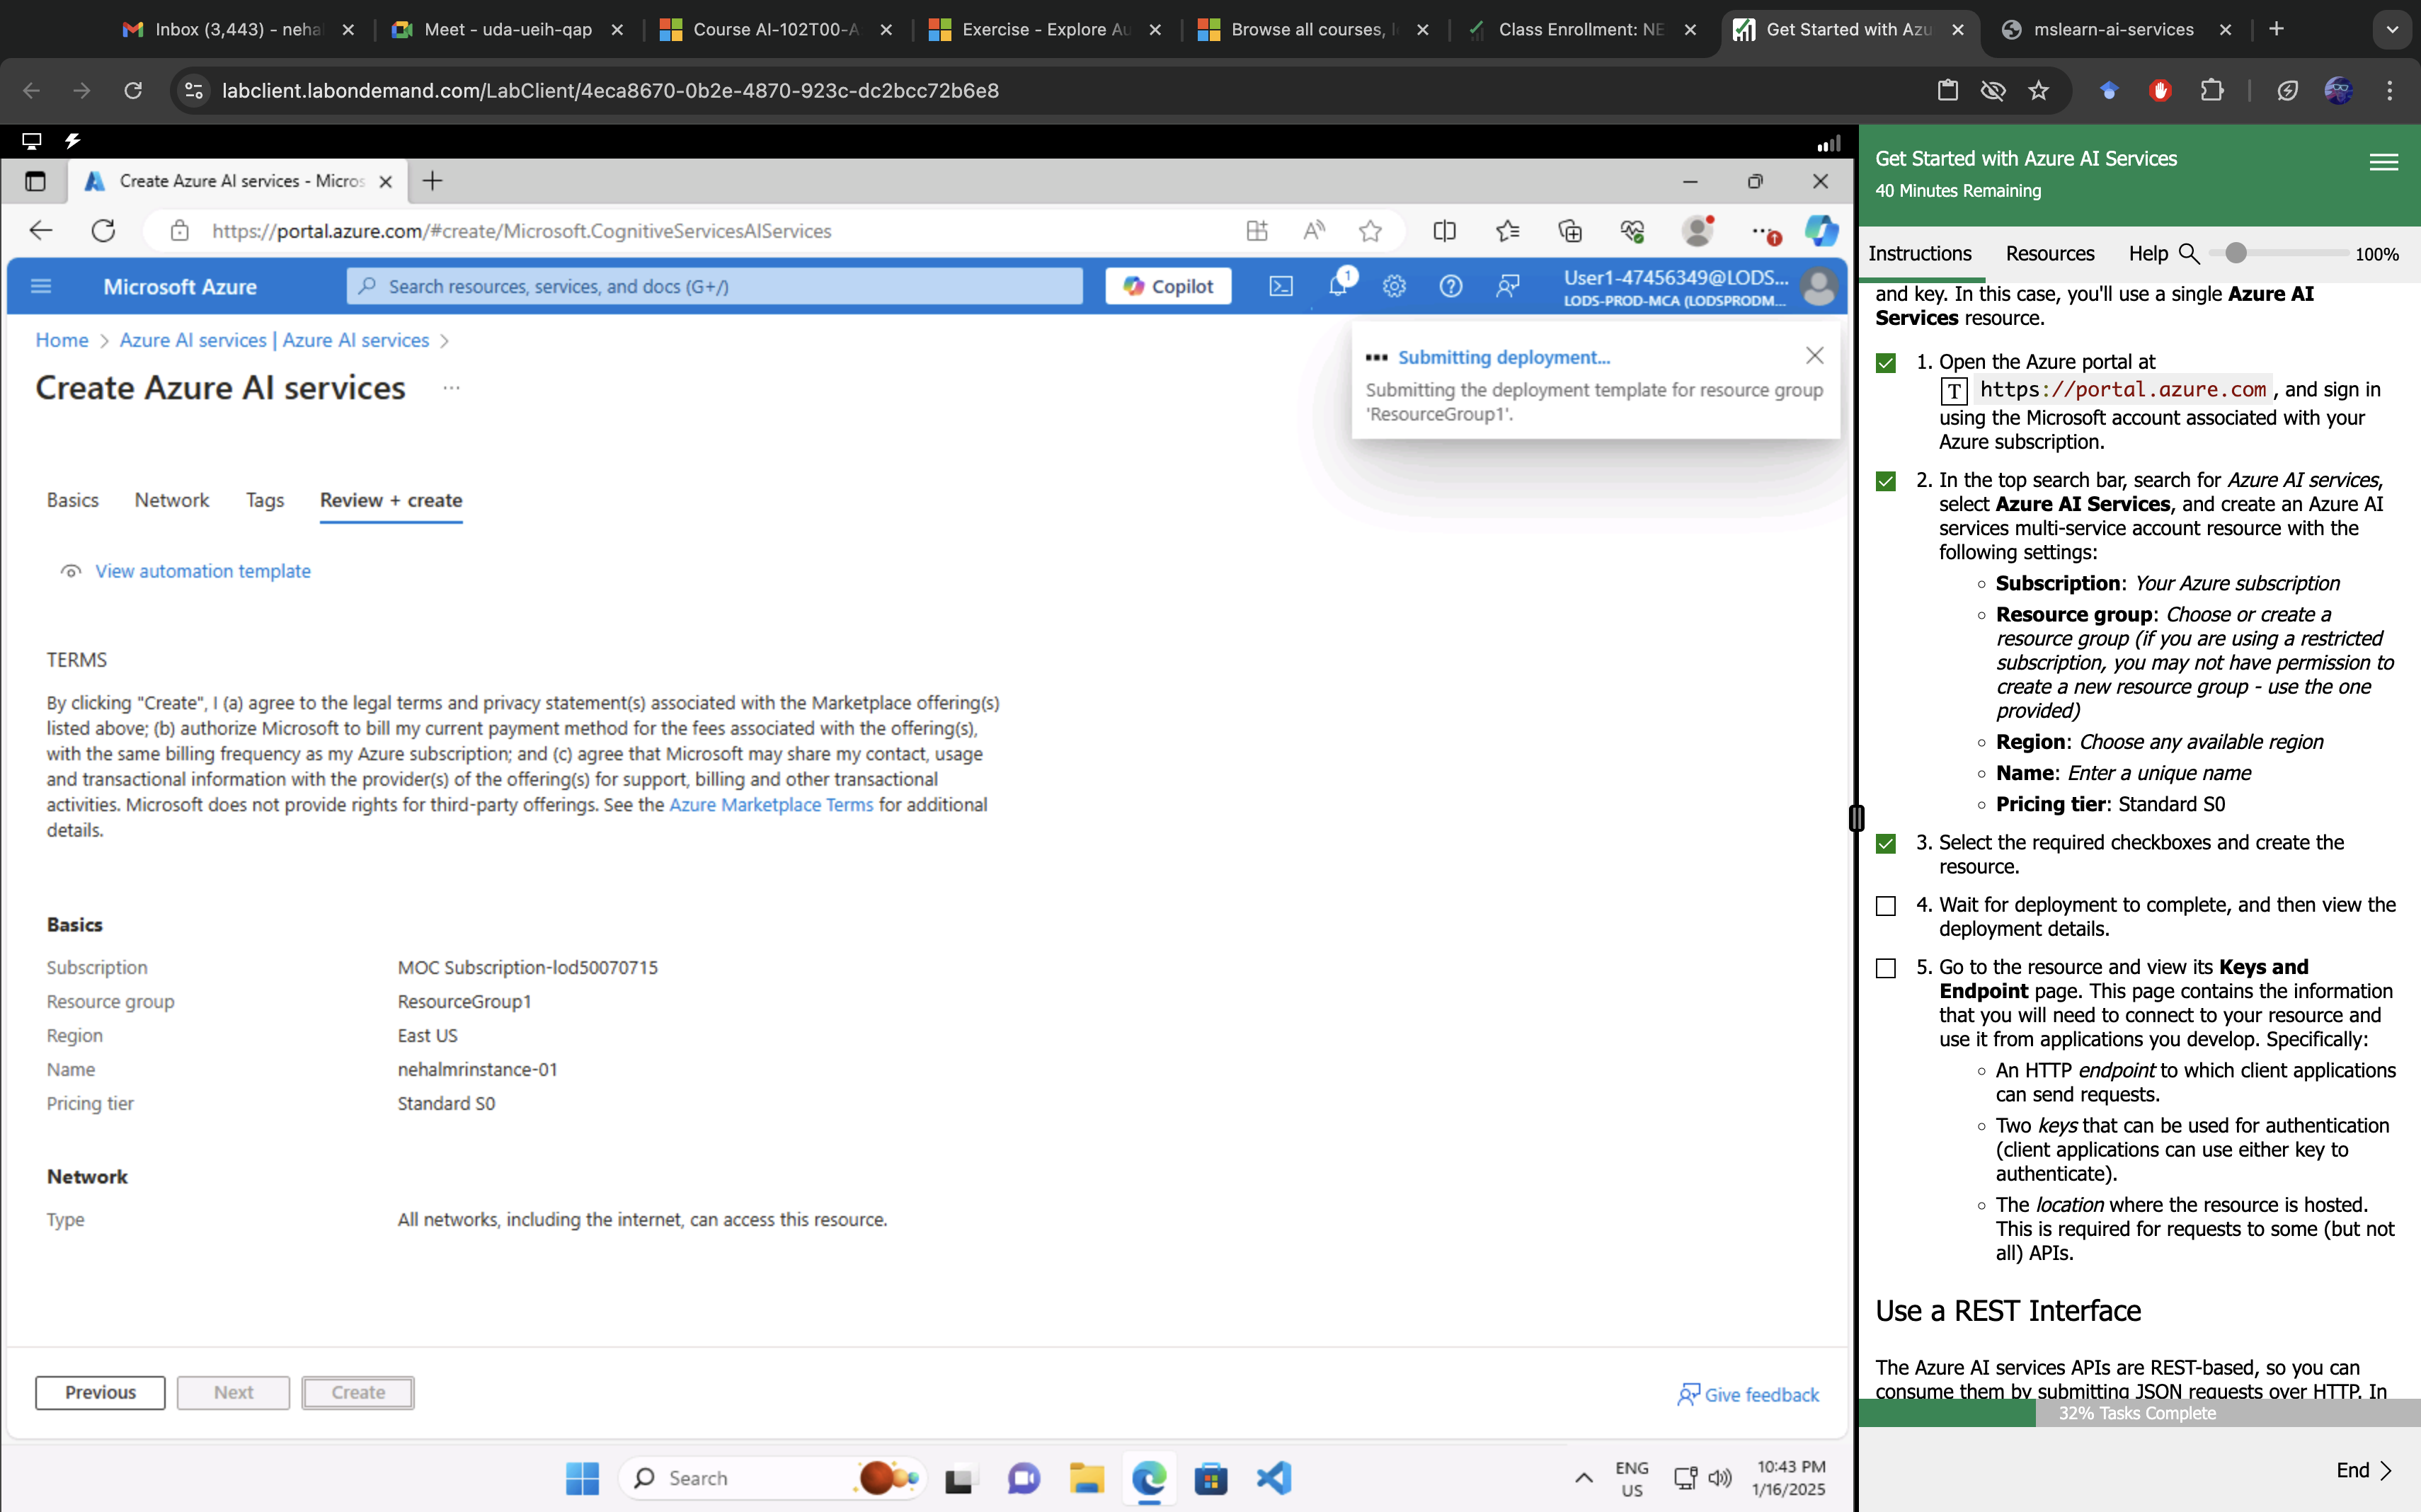 Inbox (3,443) - neha
Meet - uda-ueih-qap
Course AI-102T00-A
Exercise - Explore Au
Browse all courses, l
Class Enrollment: NE
Get Started with Azu
mslearn-ai-services
labclient.labondemand.com/LabClient/4eca8670-0b2e-4870-923c-dc2bcc72b6e8
Create Azure AI services - Micros
https://portal.azure.com/#create/Microsoft.CognitiveServicesAIServices
Microsoft Azure
Search resources, services, and docs (G+/)
Copilot
1
User1-47456349@LODS...
LODS-PROD-MCA (LODSPRODM...
Home > Azure AI services | Azure AI services >
Create Azure AI services ...
Submitting deployment...
Submitting the deployment template for resource group
'ResourceGroup1'.
Basics
Network
Tags
Review + create
View automation template
TERMS
By clicking "Create", I (a) agree to the legal terms and privacy statement(s) associated with the Marketplace offering(s)
listed above; (b) authorize Microsoft to bill my current payment method for the fees associated with the offering(s),
with the same billing frequency as my Azure subscription; and (c) agree that Microsoft may share my contact, usage
and transactional information with the provider(s) of the offering(s) for support, billing and other transactional
activities. Microsoft does not provide rights for third-party offerings. See the Azure Marketplace Terms for additional
details.
Basics
Subscription MOC Subscription-lod50070715
Resource group ResourceGroup1
Region East US
Name nehalmrinstance-01
Pricing tier Standard S0
Network
Type All networks, including the internet, can access this resource.
Previous
Next
Create
Give feedback
Search
ENG
US
10:43 PM
1/16/2025
Get Started with Azure AI Services
40 Minutes Remaining
Instructions
Resources
Help
100%
and key. In this case, you'll use a single Azure AI
Services resource.
1. Open the Azure portal at
T https://portal.azure.com, and sign in
using the Microsoft account associated with your
Azure subscription.
2. In the top search bar, search for Azure AI services,
select Azure AI Services, and create an Azure AI
services multi-service account resource with the
following settings:
Subscription: Your Azure subscription
Resource group: Choose or create a
resource group (if you are using a restricted
subscription, you may not have permission to
create a new resource group - use the one
provided)
Region: Choose any available region
Name: Enter a unique name
Pricing tier: Standard S0
3. Select the required checkboxes and create the
resource.
4. Wait for deployment to complete, and then view the
deployment details.
5. Go to the resource and view its Keys and
Endpoint page. This page contains the information
that you will need to connect to your resource and
use it from applications you develop. Specifically:
An HTTP endpoint to which client applications
can send requests.
Two keys that can be used for authentication
(client applications can use either key to
authenticate).
The location where the resource is hosted.
This is required for requests to some (but not
all) APIs.
Use a REST Interface
The Azure AI services APIs are REST-based, so you can
consume them by submitting JSON requests over HTTP. In
32% Tasks Complete
End